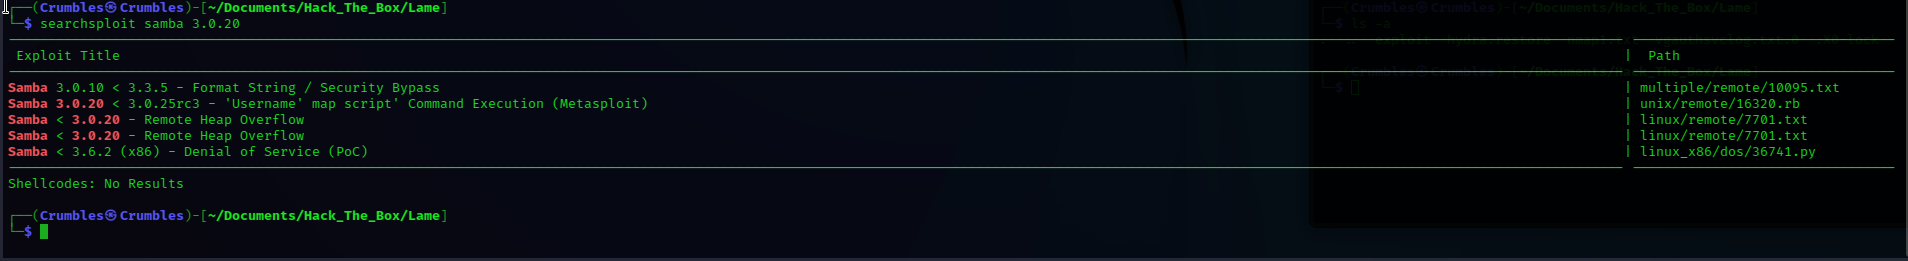 ┌──(Crumbles㉿Crumbles)-[~/Documents/Hack_The_Box/Lame]
└─$ searchsploit samba 3.0.20
Exploit Title | Path
Samba 3.0.10 < 3.3.5 - Format String / Security Bypass | multiple/remote/10095.txt
Samba 3.0.20 < 3.0.25rc3 - 'Username' map script' Command Execution (Metasploit) | unix/remote/16320.rb
Samba < 3.0.20 - Remote Heap Overflow | linux/remote/7701.txt
Samba < 3.0.20 - Remote Heap Overflow | linux/remote/7701.txt
Samba < 3.6.2 (x86) - Denial of Service (PoC) | linux_x86/dos/36741.py
Shellcodes: No Results
┌──(Crumbles㉿Crumbles)-[~/Documents/Hack_The_Box/Lame]
└─$
┌──(Crumbles㉿Crumbles)-[~/Documents/Hack_The_Box/Lame]
└─$ ls -a
┌──(Crumbles㉿Crumbles)-[~/Documents/Hack_The_Box/Lame]
└─$